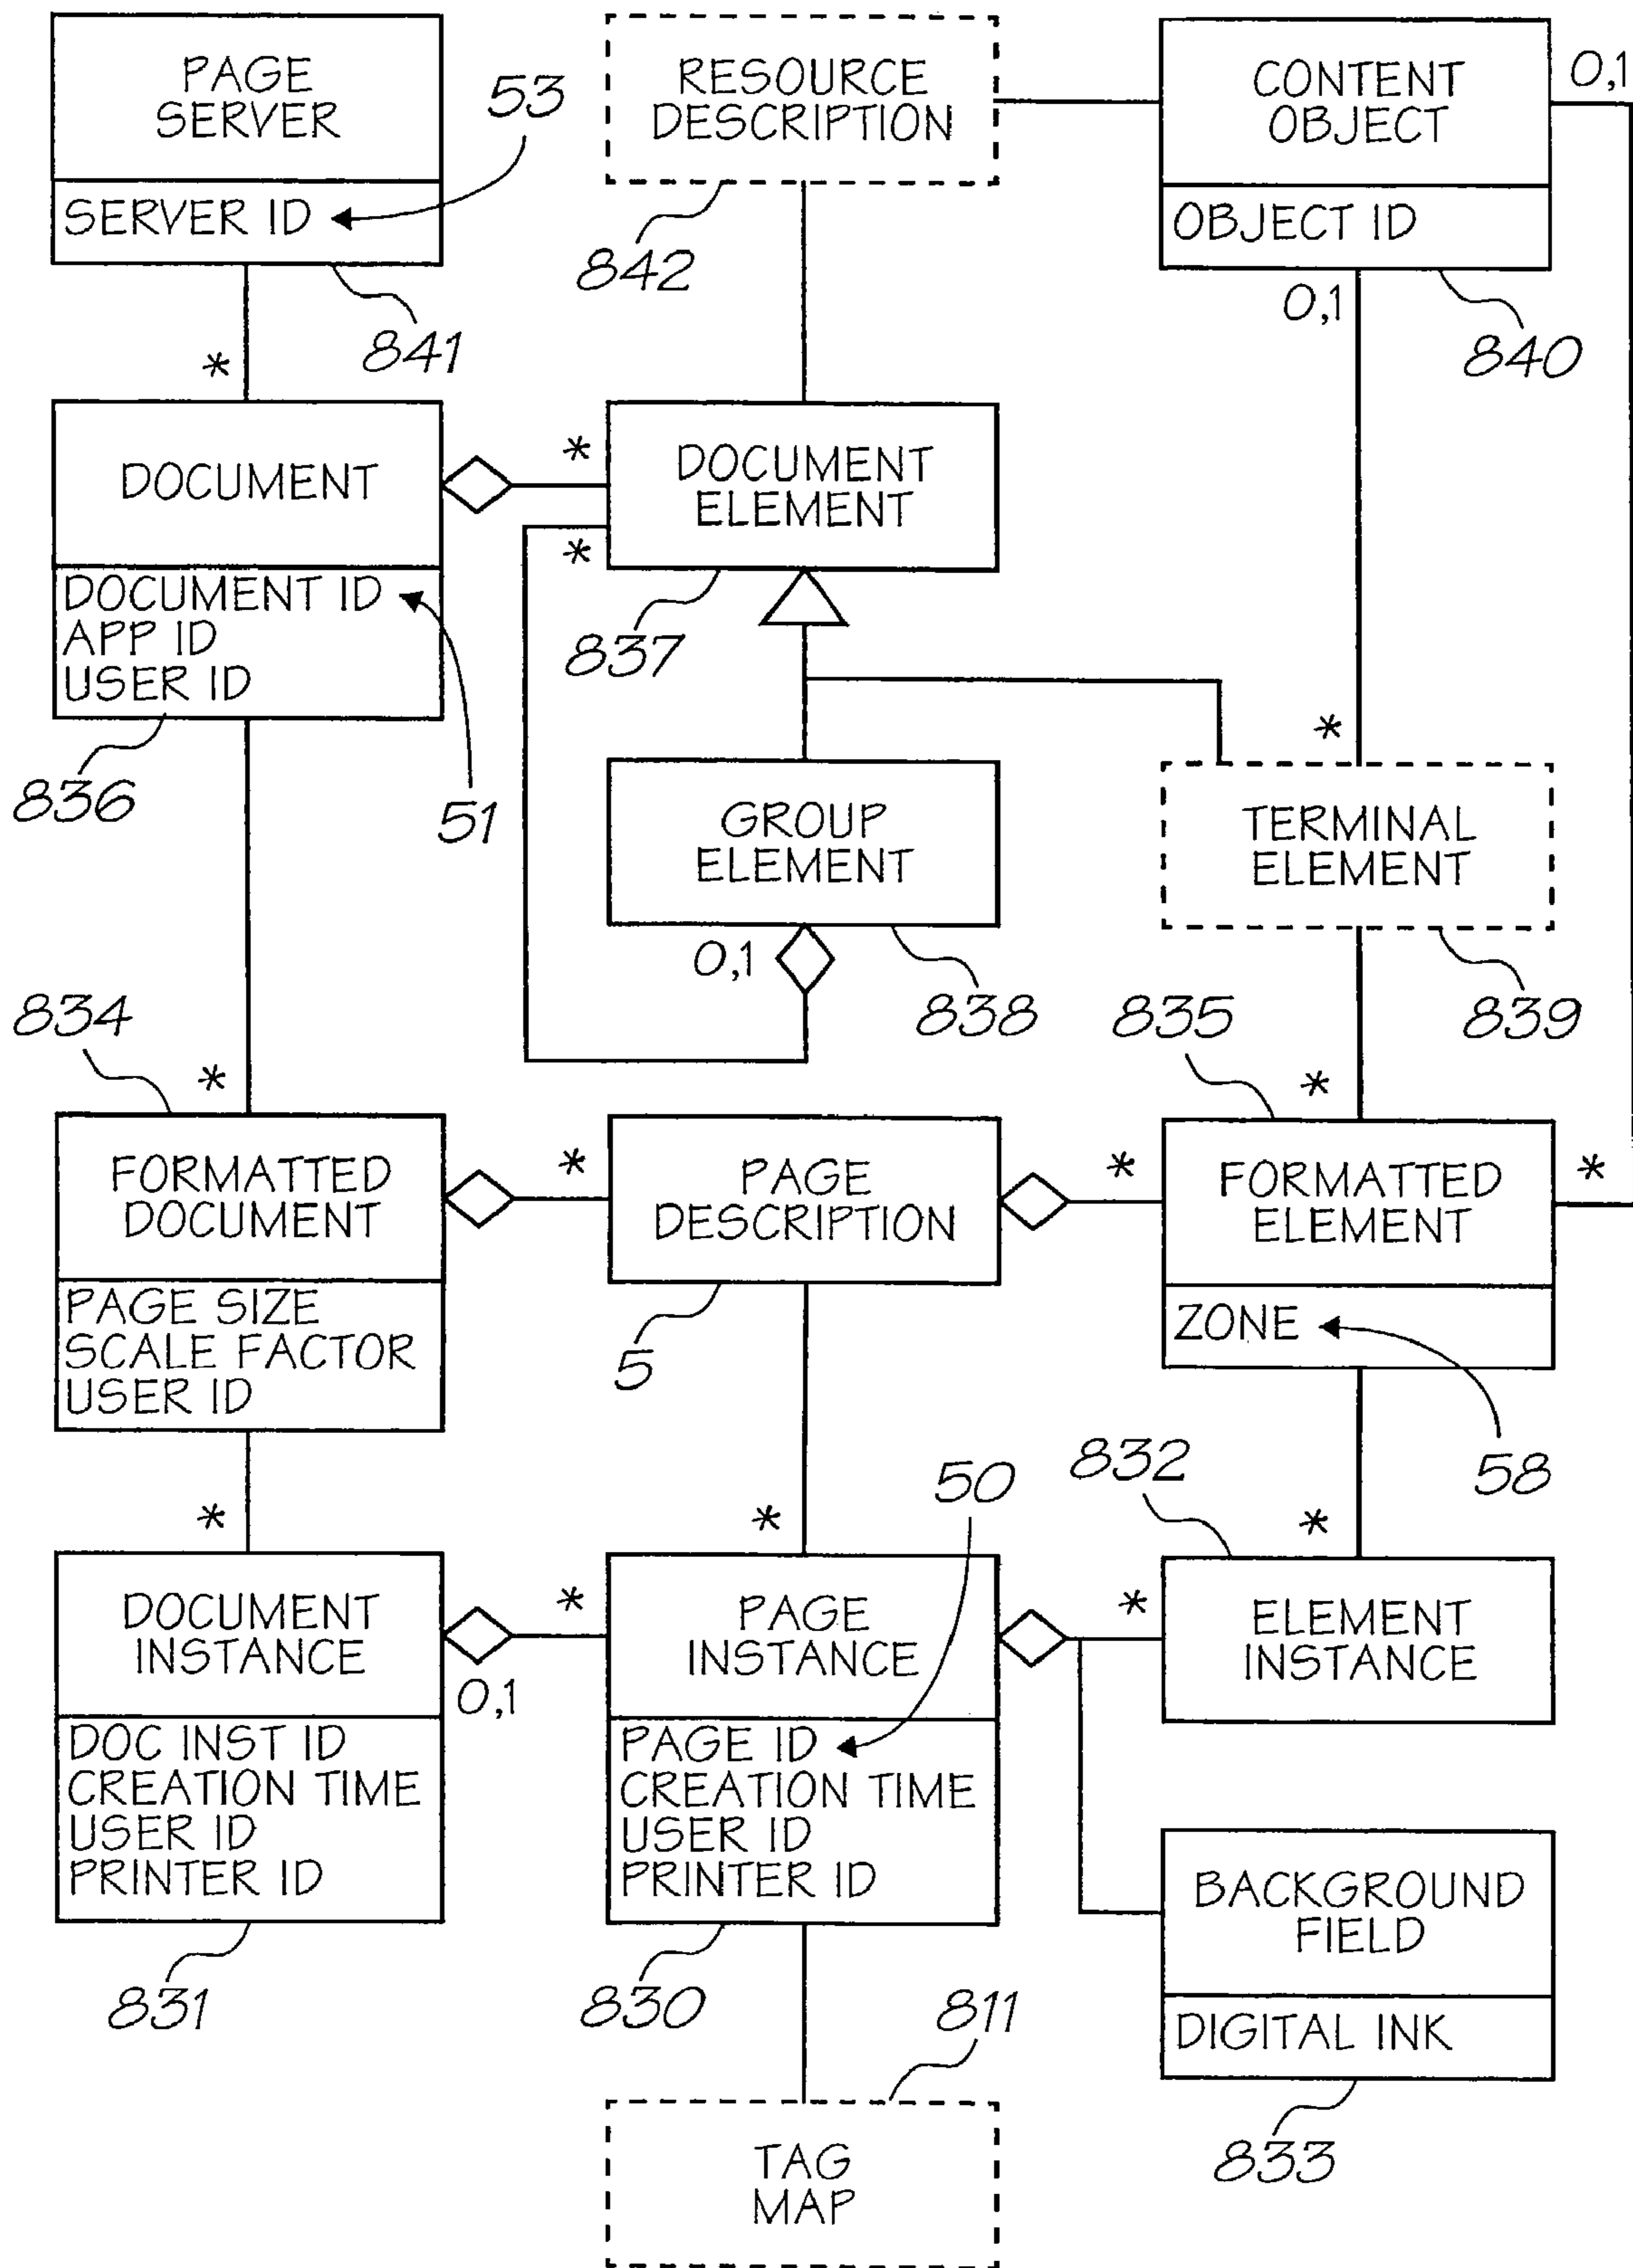 PAGE
SERVER
SERVER ID
53
841
RESOURCE
DESCRIPTION
842
CONTENT
OBJECT
OBJECT ID
0,1
0,1
840
*
DOCUMENT
DOCUMENT ID
APP ID
USER ID
836
51
*
*
DOCUMENT
ELEMENT
837
GROUP
ELEMENT
0,1
838
*
TERMINAL
ELEMENT
839
834
*
FORMATTED
DOCUMENT
PAGE SIZE
SCALE FACTOR
USER ID
*
PAGE
DESCRIPTION
5
835
*
*
*
FORMATTED
ELEMENT
ZONE
58
*
DOCUMENT
INSTANCE
0,1
DOC INST ID
CREATION TIME
USER ID
PRINTER ID
831
*
*
50
PAGE
INSTANCE
PAGE ID
CREATION TIME
USER ID
PRINTER ID
830
832
*
*
ELEMENT
INSTANCE
BACKGROUND
FIELD
DIGITAL INK
833
811
TAG
MAP